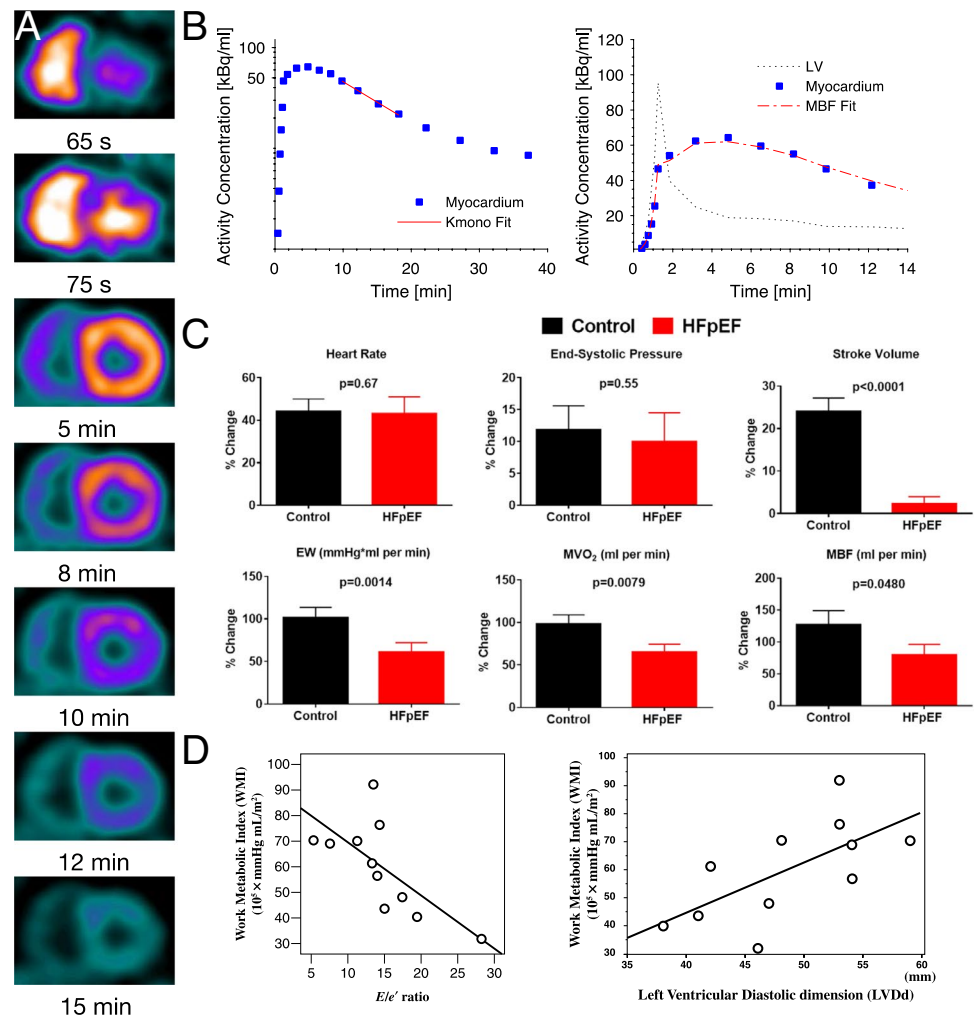 A
65 s
75 s
5 min
8 min
10 min
12 min
15 min
B
Activity Concentration [kBq/ml]
100
50
Myocardium
Kmono Fit
0
10
20
30
40
Time [min]
Activity Concentration [kBq/ml]
120
100
80
60
40
20
LV
Myocardium
MBF Fit
0
2
4
6
8
10
12
14
Time [min]
C
Control
HFpEF
Heart Rate
p=0.67
% Change
60
40
20
0
Control
HFpEF
End-Systolic Pressure
p=0.55
% Change
20
15
10
5
0
Control
HFpEF
Stroke Volume
p<0.0001
% Change
30
20
10
0
Control
HFpEF
EW (mmHg*ml per min)
p=0.0014
% Change
150
100
50
0
Control
HFpEF
MVO₂ (ml per min)
p=0.0079
% Change
150
100
50
0
Control
HFpEF
MBF (ml per min)
p=0.0480
% Change
200
150
100
50
0
Control
HFpEF
D
Work Metabolic Index (WMI)
(10⁵ × mmHg mL/m²)
100
90
80
70
60
50
40
30
5
10
15
20
25
30
E/e′ ratio
Work Metabolic Index (WMI)
(10⁵ × mmHg mL/m²)
100
90
80
70
60
50
40
30
35
40
45
50
55
60
(mm)
Left Ventricular Diastolic dimension (LVDd)